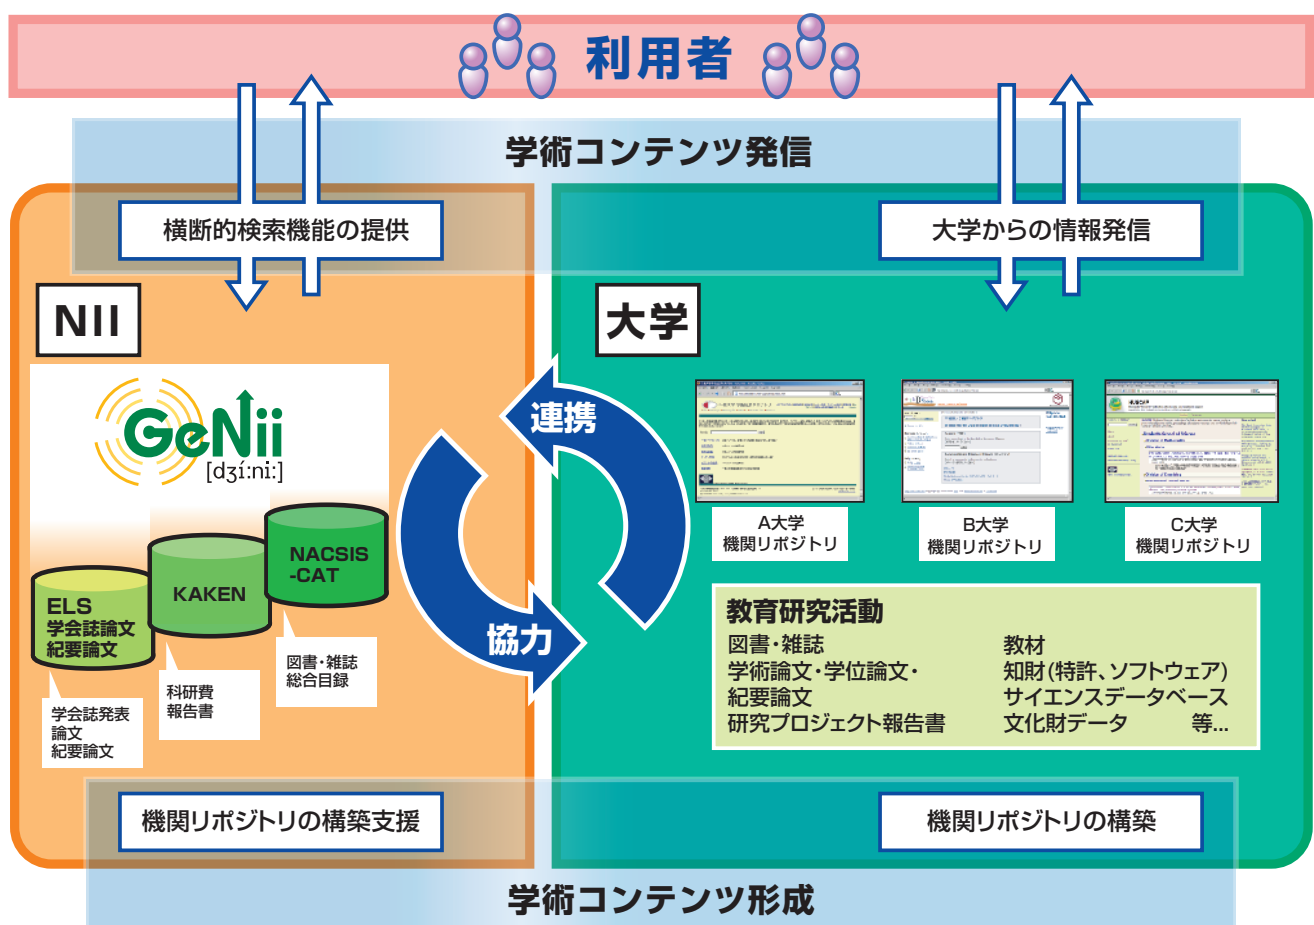 利用者
学術コンテンツ発信
横断的検索機能の提供
大学からの情報発信
NII
大学
GeNii
[dʒíːniː]
連携
協力
NACSIS
-CAT
KAKEN
ELS
学会誌論文
紀要論文
図書・雑誌
総合目録
科研費
報告書
学会誌発表
論文
紀要論文
A大学
機関リポジトリ
B大学
機関リポジトリ
C大学
機関リポジトリ
教育研究活動
図書・雑誌
学術論文・学位論文・
紀要論文
研究プロジェクト報告書
教材
知財(特許、ソフトウェア)
サイエンスデータベース
文化財データ 等...
機関リポジトリの構築支援
機関リポジトリの構築
学術コンテンツ形成